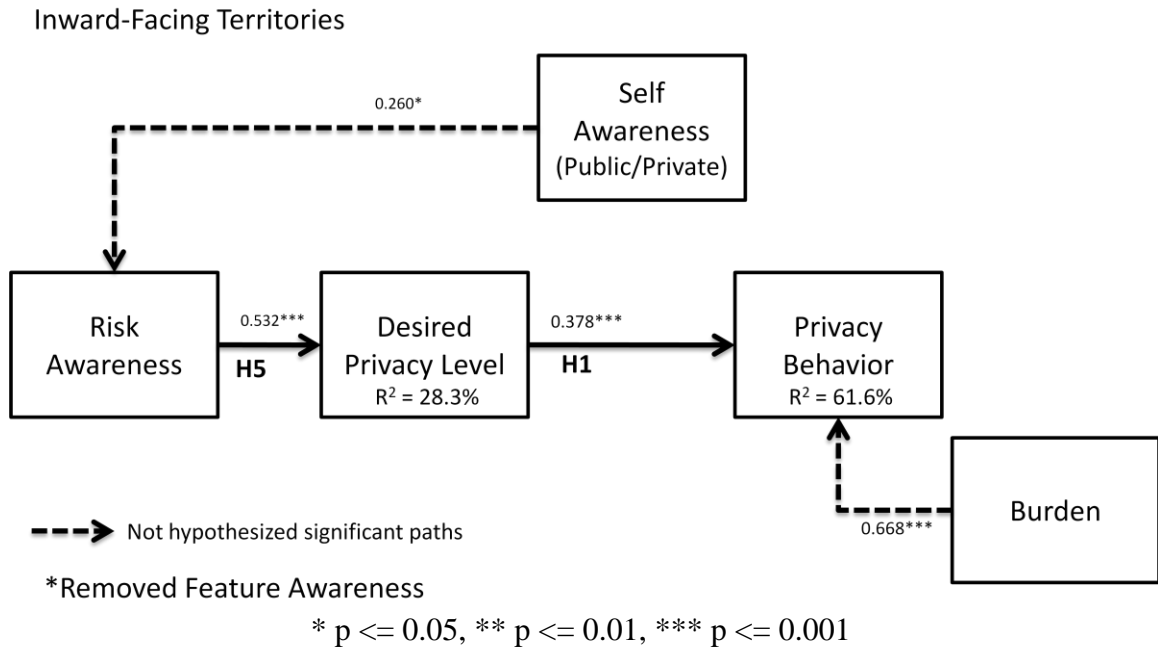 Inward-Facing Territories
0.260*
Self
Awareness
(Public/Private)
Risk
Awareness
0.532***
H5
Desired
Privacy Level
R² = 28.3%
0.378***
H1
Privacy
Behavior
R² = 61.6%
Burden
0.668***
Not hypothesized significant paths
*Removed Feature Awareness
* p <= 0.05, ** p <= 0.01, *** p <= 0.001